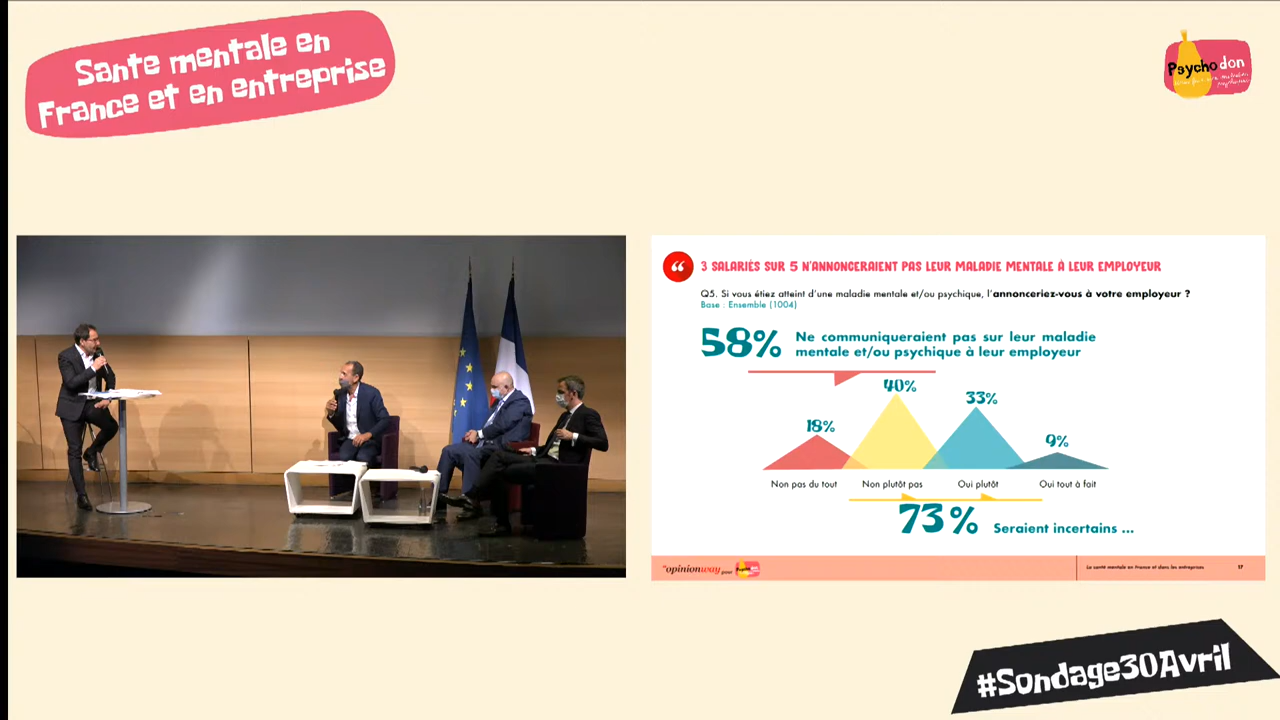 Sante mentale en
France et en entreprise
Psychodon
3 SALARIÉS SUR 5 N'ANNONCERAIENT PAS LEUR MALADIE MENTALE À LEUR EMPLOYEUR
Q5. Si vous étiez atteint d'une maladie mentale et/ou psychique, l'annonceriez-vous à votre employeur ?
Base : Ensemble (1004)
58% Ne communiqueraient pas sur leur maladie
mentale et/ou psychique à leur employeur
18%
40%
33%
9%
Non pas du tout
Non plutôt pas
Oui plutôt
Oui tout à fait
73% Seraient incertains ...
"opinionway pour Psychodon
La santé mentale en France et dans les entreprises
17
#Sondage30Avril